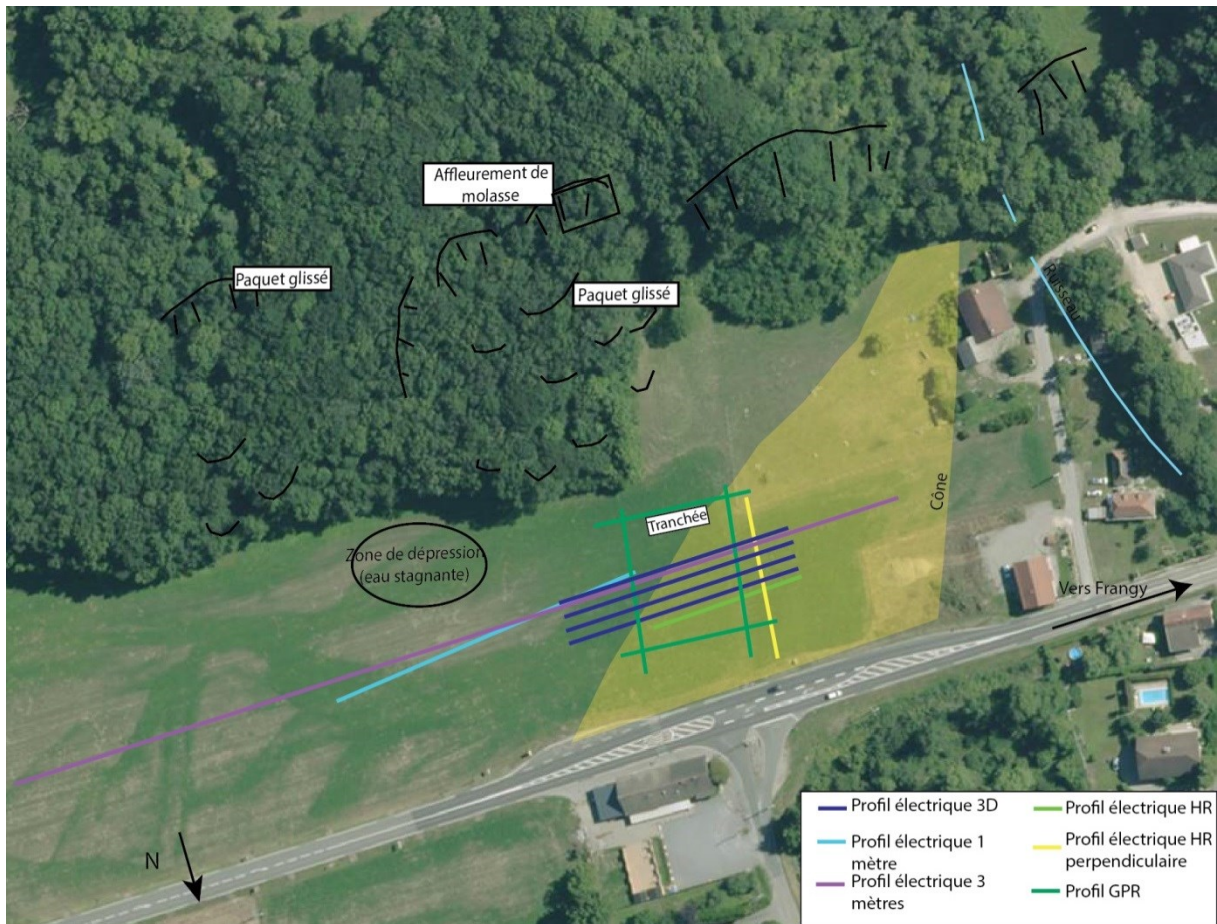 Affleurement de
molasse
Paquet glissé
Paquet glissé
Ruisseau
Cône
Tranchée
Zone de dépression
(eau stagnante)
Vers Frangy
N
Profil électrique 3D
Profil électrique 1
mètre
Profil électrique 3
mètres
Profil électrique HR
Profil électrique HR
perpendiculaire
Profil GPR